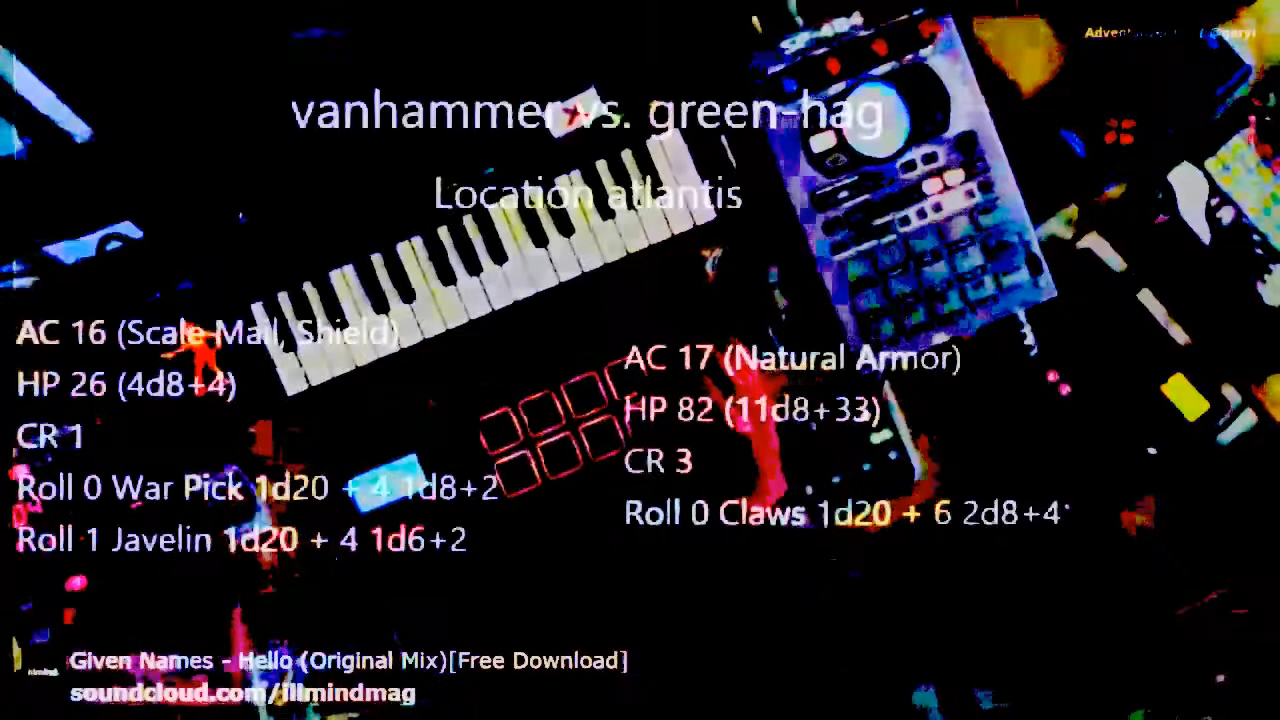 vanhammer vs. green-hag
Location atlantis
AC 16 (Scale Mail, Shield)
HP 26 (4d8+4)
CR 1
Roll 0 War Pick 1d20 + 4 1d8+2
Roll 1 Javelin 1d20 + 4 1d6+2
AC 17 (Natural Armor)
HP 82 (11d8+33)
CR 3
Roll 0 Claws 1d20 + 6 2d8+4
Given Names - Hello (Original Mix)[Free Download]
soundcloud.com/illmindmag